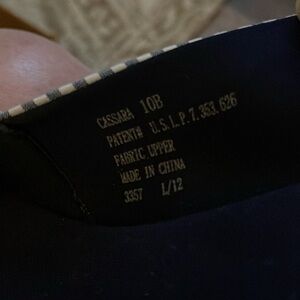 CASSARA 10B
PATENT# U.S.I.P.7.353.626
FABRIC UPPER
MADE IN CHINA
3357 L/12